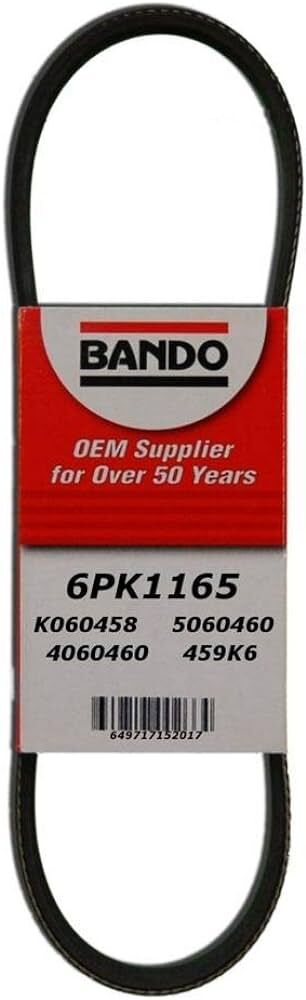 BANDO
OEM Supplier
for Over 50 Years
6PK1165
K060458 5060460
4060460 459K6
649717152017